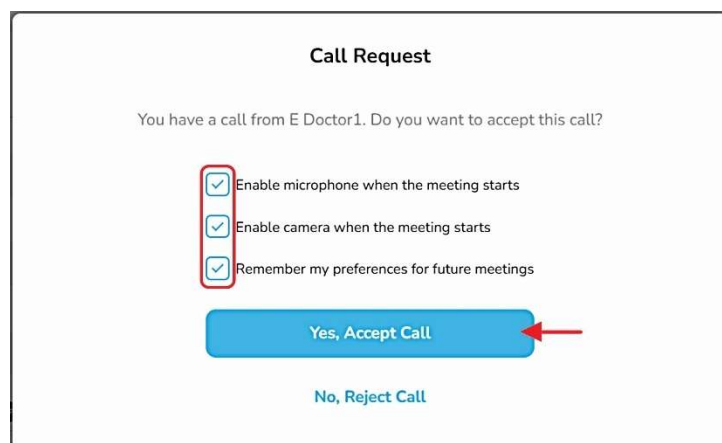 Call Request
You have a call from E Doctor1. Do you want to accept this call?
Enable microphone when the meeting starts
Enable camera when the meeting starts
Remember my preferences for future meetings
Yes, Accept Call
No, Reject Call